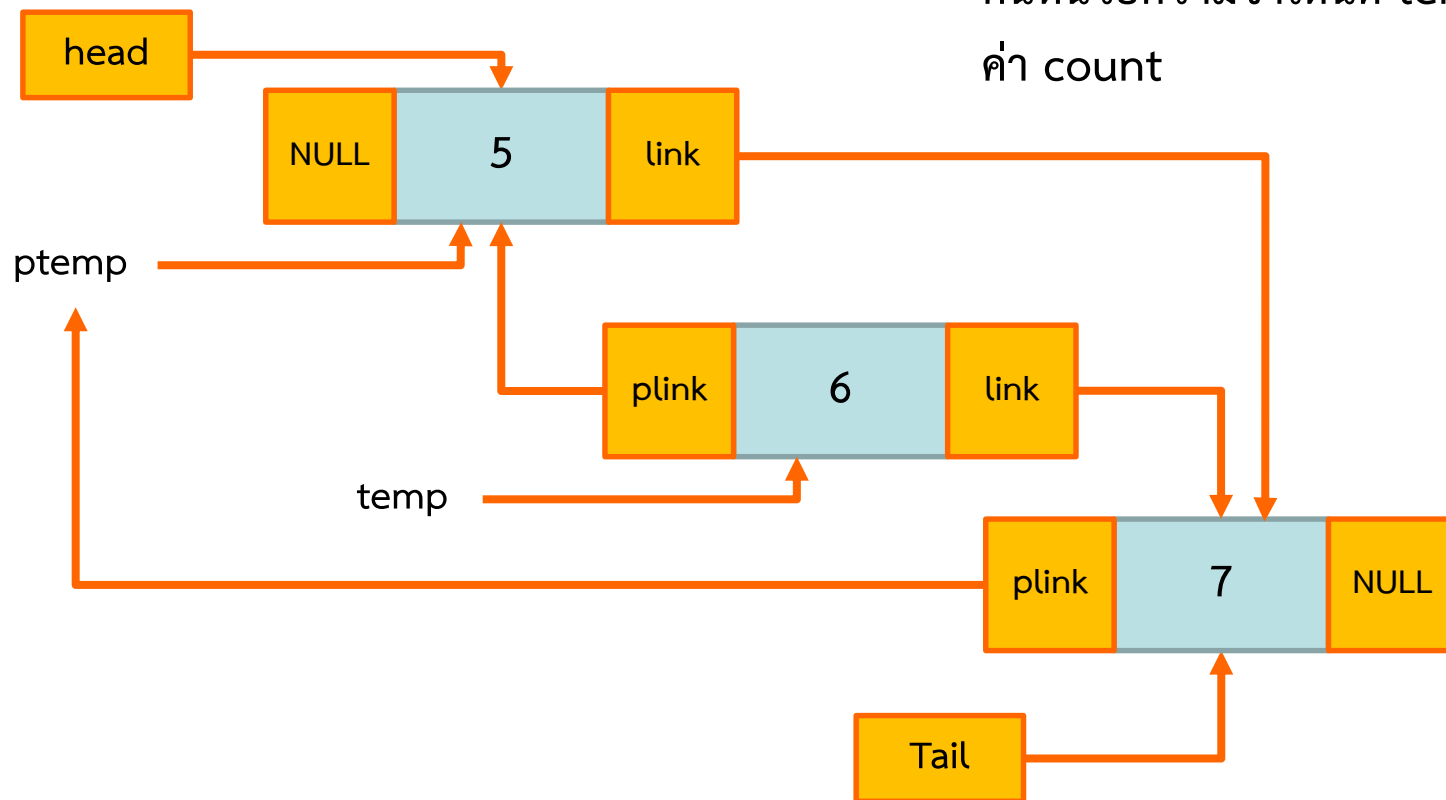 ค่า count
head
NULL 5 link
ptemp
plink 6 link
temp
plink 7 NULL
Tail